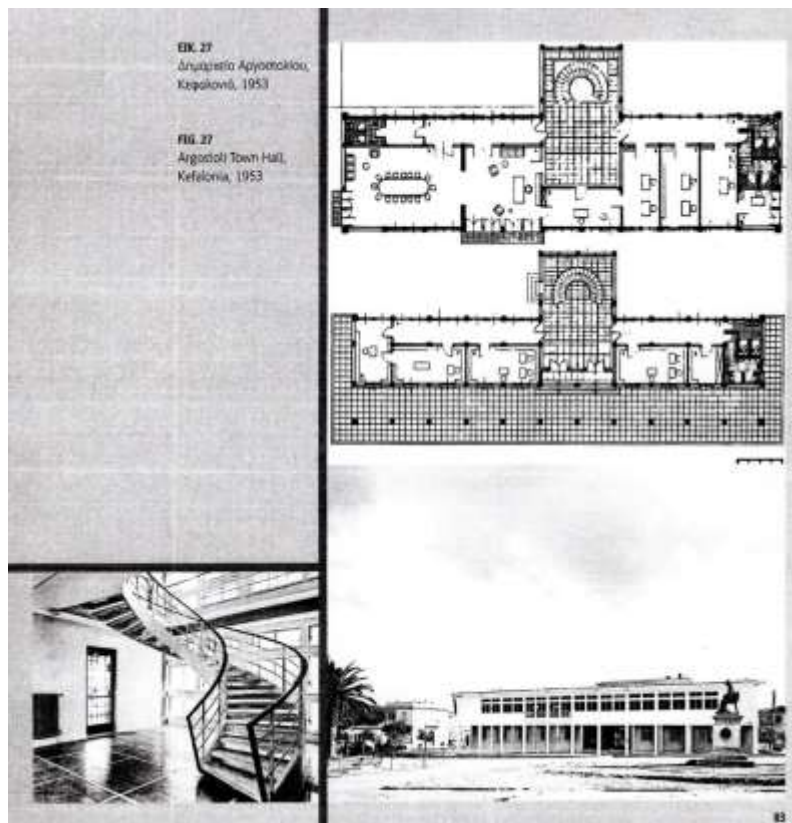 ΕΙΚ. 27
Δημαρχείο Αργοστολίου,
Κεφαλονιά, 1953
FIG. 27
Argostoli Town Hall,
Kefalonia, 1953
83